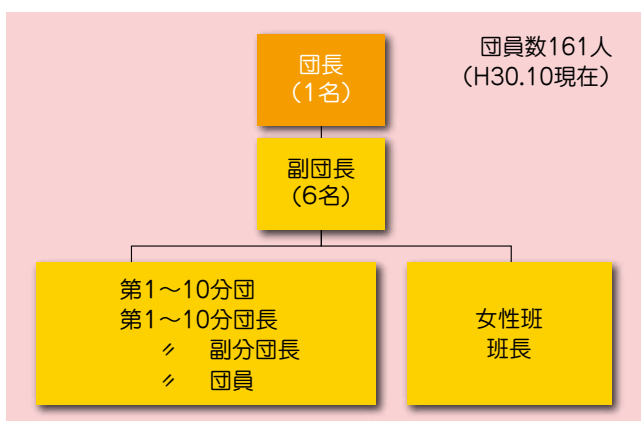 団員数161人
（H30.10現在）
団長
（1名）
副団長
（6名）
第1～10分団
第1～10分団長
〃 副分団長
〃 団員
女性班
班長